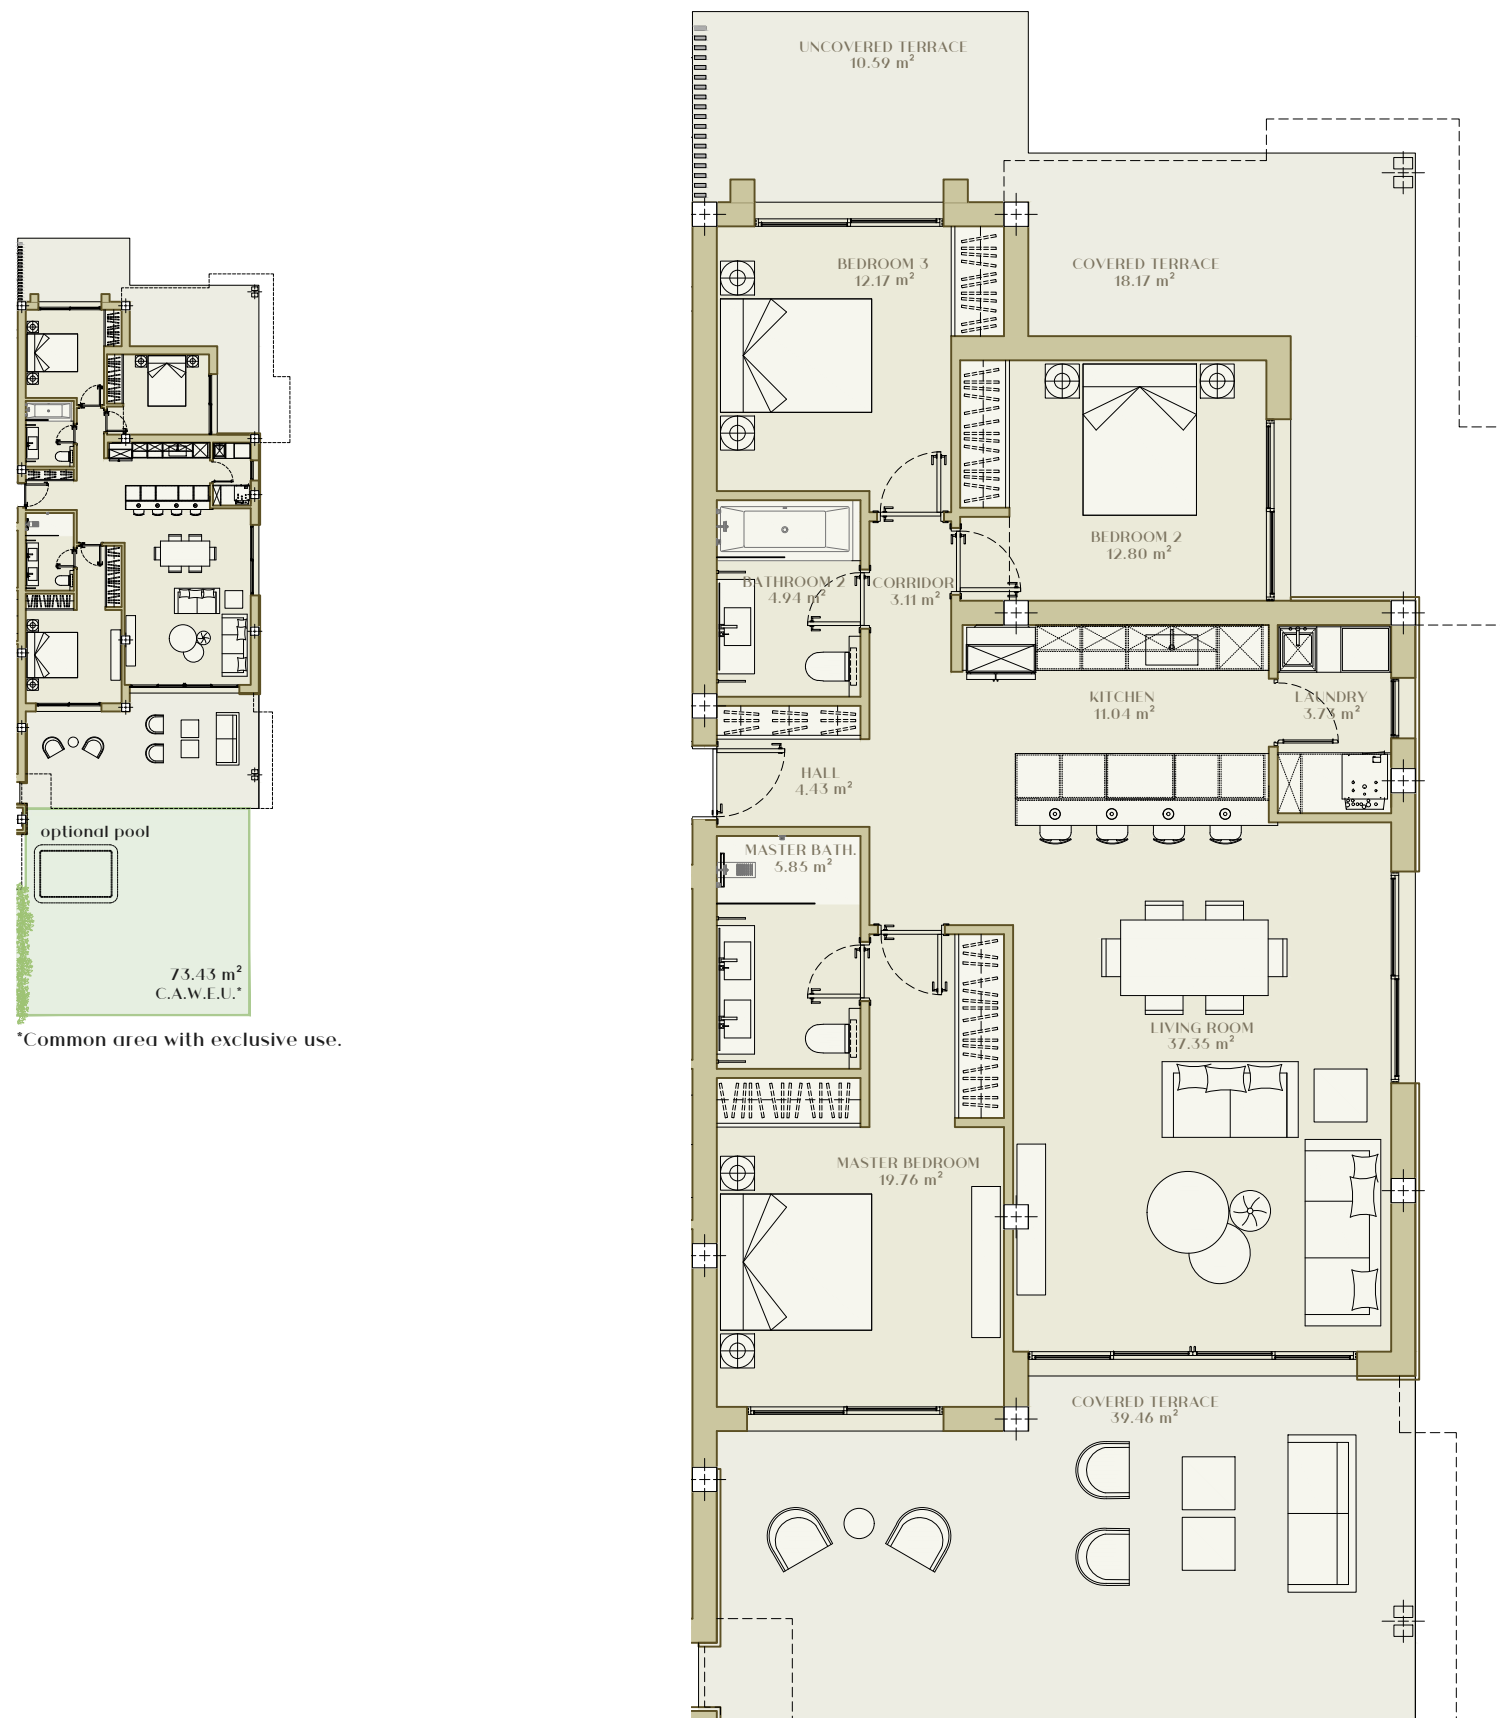 UNCOVERED TERRACE
10.59 m²
BEDROOM 3
12.17 m²
COVERED TERRACE
18.17 m²
BEDROOM 2
12.80 m²
BATHROOM 2
4.94 m²
CORRIDOR
3.11 m²
KITCHEN
11.04 m²
LAUNDRY
3.73 m²
HALL
4.43 m²
MASTER BATH.
5.85 m²
LIVING ROOM
37.35 m²
MASTER BEDROOM
19.76 m²
COVERED TERRACE
39.46 m²
optional pool
73.43 m²
C.A.W.E.U.*
*Common area with exclusive use.